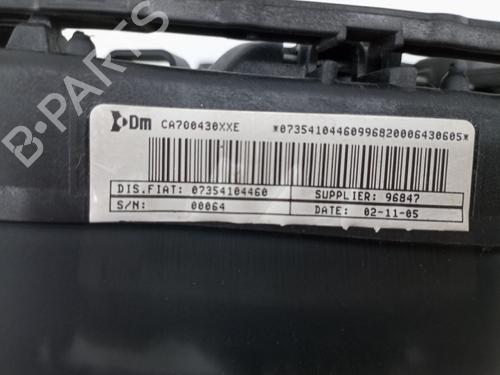 B-PARTS
Dm CA700430XXE *07354104460996820006430605*
DIS.FIAT: 07354104460 SUPPLIER: 96847
S/N: 00064 DATE: 02-11-05